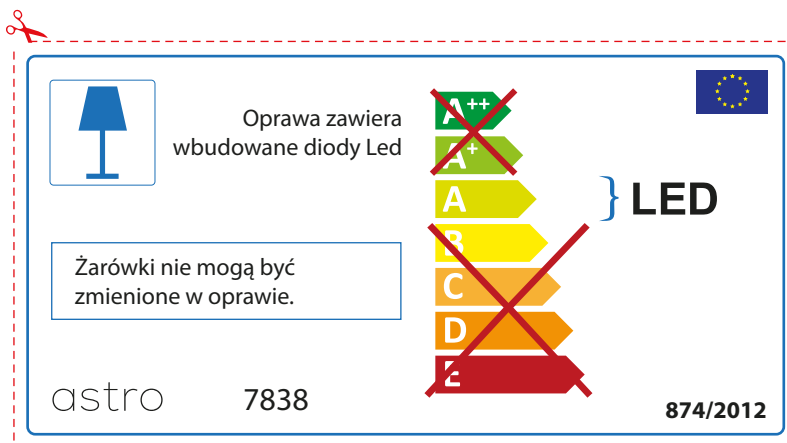 Oprawa zawiera
wbudowane diody Led
Żarówki nie mogą być
zmienione w oprawie.
A++
A+
A
B
C
D
E
LED
astro
7838
874/2012